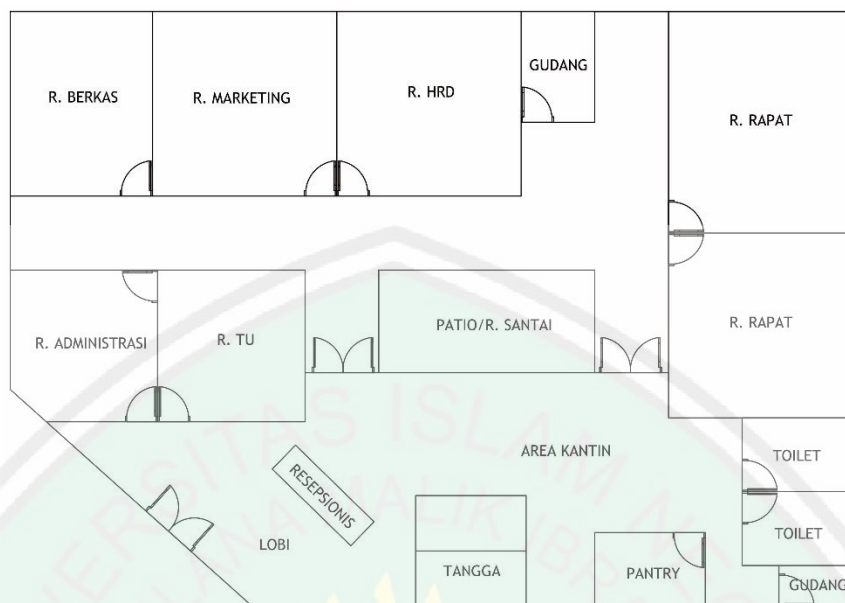 GUDANG
R. BERKAS
R. MARKETING
R. HRD
R. RAPAT
R. ADMINISTRASI
R. TU
PATIO/R. SANTAI
R. RAPAT
AREA KANTIN
TOILET
RESEPSIONIS
LOBI
TOILET
TANGGA
PANTRY
GUDANG